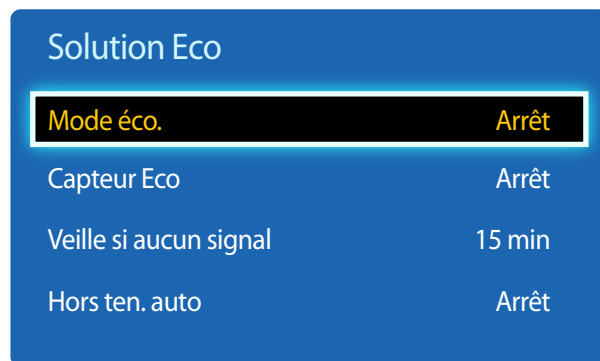 Solution Eco
Mode éco. Arrêt
Capteur Eco Arrêt
Veille si aucun signal 15 min
Hors ten. auto Arrêt